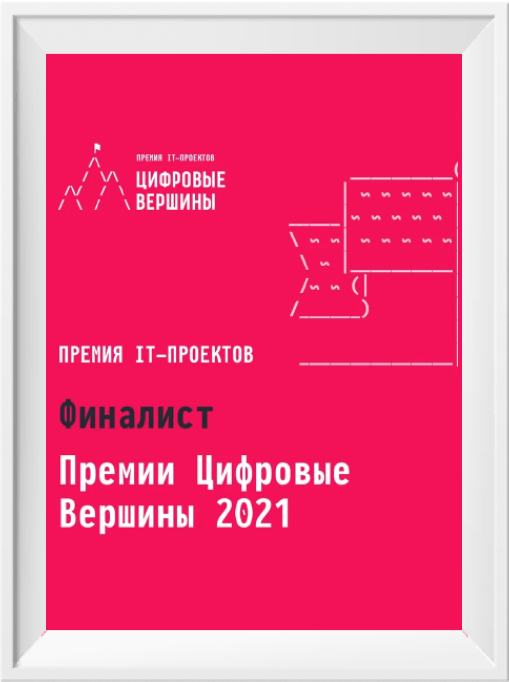 ПРЕМИЯ IT-ПРОЕКТОВ
ЦИФРОВЫЕ
ВЕРШИНЫ
ПРЕМИЯ IT-ПРОЕКТОВ
Финалист
Премии Цифровые
Вершины 2021